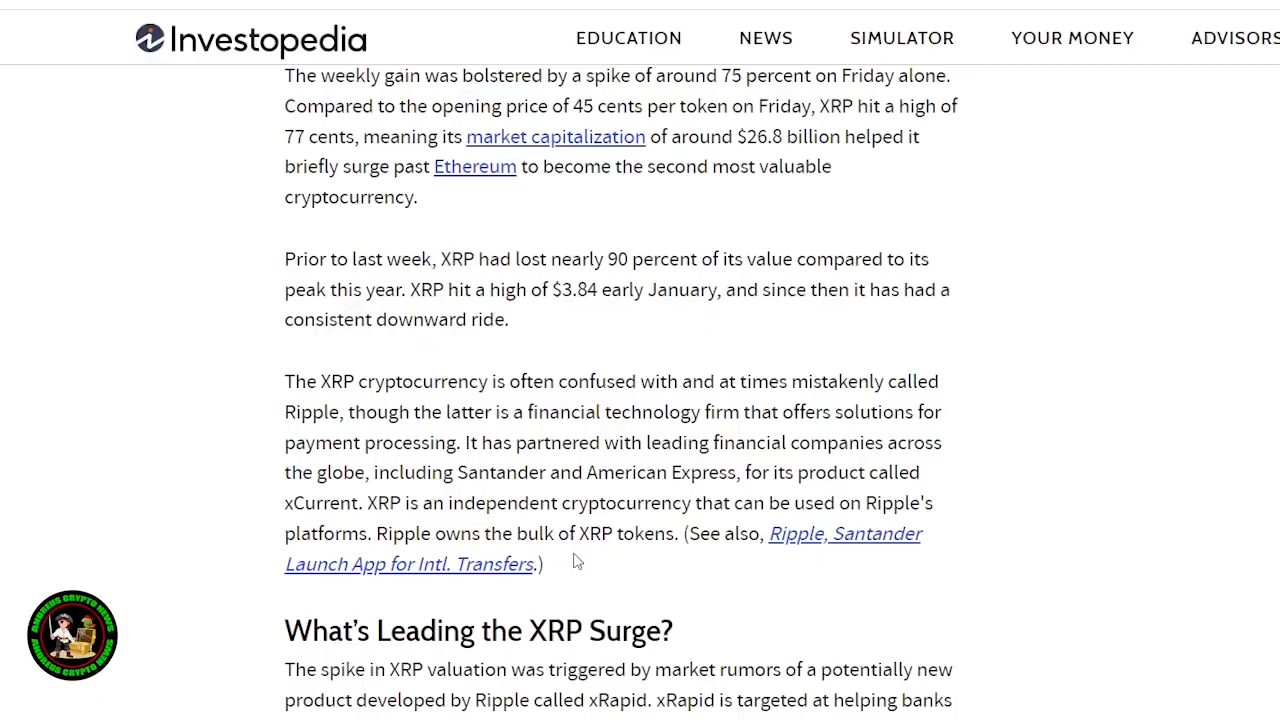 Investopedia
EDUCATION NEWS SIMULATOR YOUR MONEY ADVISORS
The weekly gain was bolstered by a spike of around 75 percent on Friday alone.
Compared to the opening price of 45 cents per token on Friday, XRP hit a high of
77 cents, meaning its market capitalization of around $26.8 billion helped it
briefly surge past Ethereum to become the second most valuable
cryptocurrency.
Prior to last week, XRP had lost nearly 90 percent of its value compared to its
peak this year. XRP hit a high of $3.84 early January, and since then it has had a
consistent downward ride.
The XRP cryptocurrency is often confused with and at times mistakenly called
Ripple, though the latter is a financial technology firm that offers solutions for
payment processing. It has partnered with leading financial companies across
the globe, including Santander and American Express, for its product called
xCurrent. XRP is an independent cryptocurrency that can be used on Ripple's
platforms. Ripple owns the bulk of XRP tokens. (See also, Ripple, Santander
Launch App for Intl. Transfers.)
What's Leading the XRP Surge?
The spike in XRP valuation was triggered by market rumors of a potentially new
product developed by Ripple called xRapid. xRapid is targeted at helping banks
ANDREUS CRYPTO NEWS
ANDREUS CRYPTO NEWS